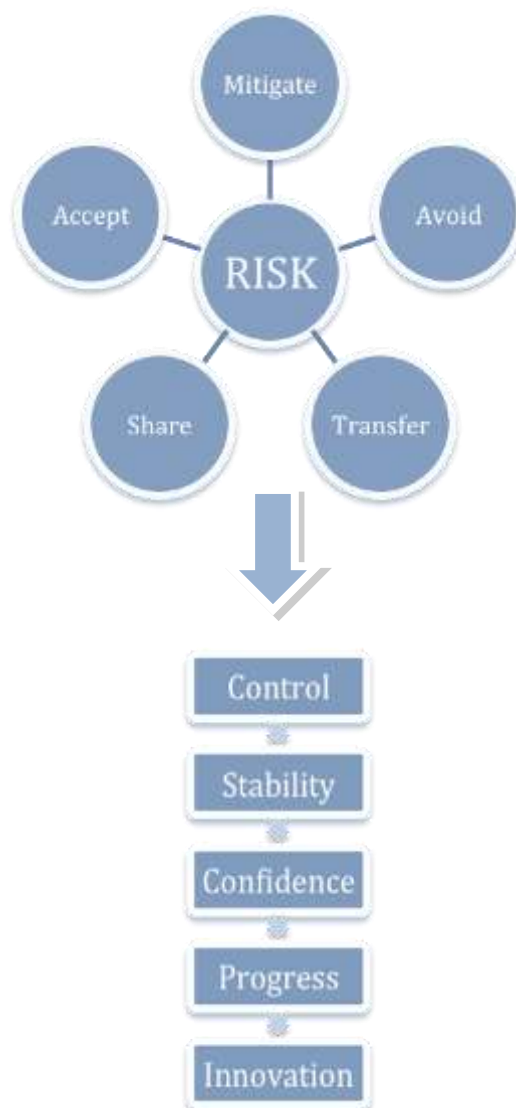 Mitigate
Accept
Avoid
RISK
Share
Transfer
Control
Stability
Confidence
Progress
Innovation